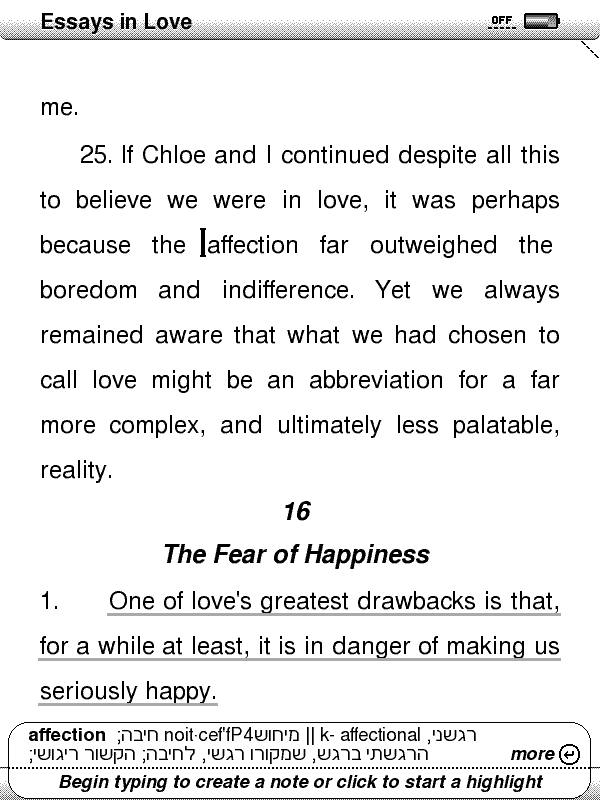 Essays in Love
OFF
me.
25. If Chloe and I continued despite all this
to believe we were in love, it was perhaps
because the affection far outweighed the
boredom and indifference. Yet we always
remained aware that what we had chosen to
call love might be an abbreviation for a far
more complex, and ultimately less palatable,
reality.
16
The Fear of Happiness
1. One of love's greatest drawbacks is that,
for a while at least, it is in danger of making us
seriously happy.
affection ;חיבה noit·cef'fP4מיחוש || k- affectional ,רגשני
הרגשתי ברגש, שמקורו רגשי, לחיבה; הקשור ריגושי; more
Begin typing to create a note or click to start a highlight